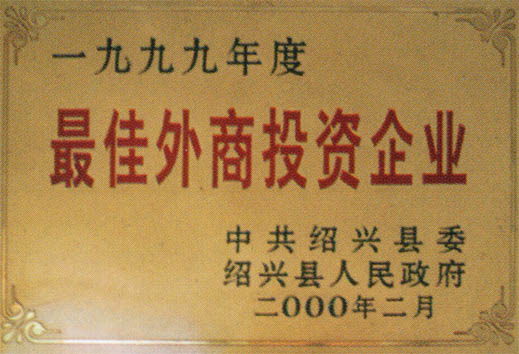 一九九九年度
最佳外商投资企业
中共绍兴县委
绍兴县人民政府
二000年二月